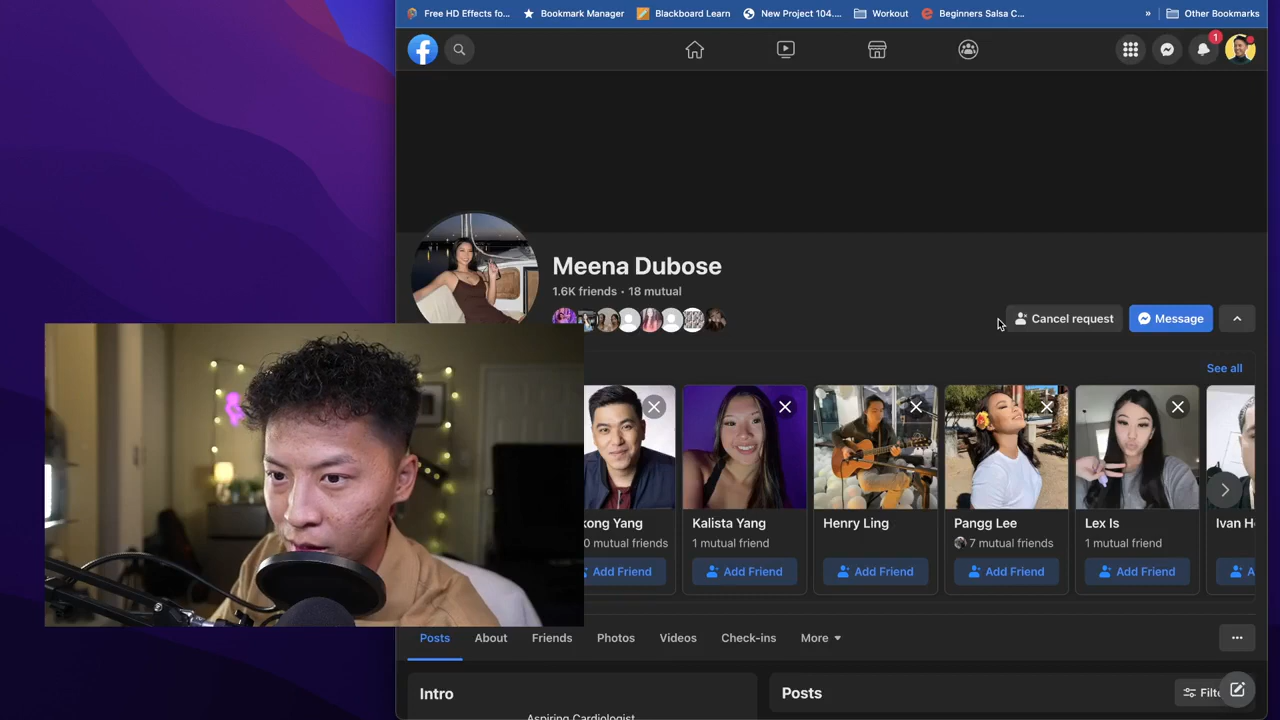 Free HD Effects fo... Bookmark Manager Blackboard Learn New Project 104.... Workout Beginners Salsa C... » Other Bookmarks
1
Meena Dubose
1.6K friends · 18 mutual
Cancel request Message
See all
kong Yang Kalista Yang Henry Ling Pangg Lee Lex Is Ivan H
0 mutual friends 1 mutual friend 7 mutual friends 1 mutual friend
Add Friend Add Friend Add Friend Add Friend Add Friend A
Posts About Friends Photos Videos Check-ins More
Intro Posts Filt
Aspiring Cardiologist